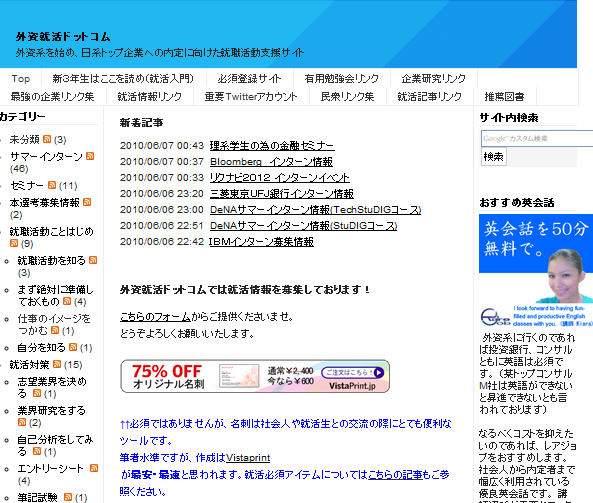 外資就活ドットコム
外資系を始め、日系トップ企業への内定に向けた就職活動支援サイト
Top 新3年生はここを読め(就活入門) 必須登録サイト 有用勉強会リンク 企業研究リンク
最強の企業リンク集 就活情報リンク 重要Twitterアカウント 民衆リンク 就活記事リンク 推薦図書
カテゴリー
未分類 (3)
サマーインターン (46)
セミナー (11)
本選考募集情報 (2)
就職活動ことはじめ (9)
就職活動を知る (3)
まず絶対に準備しておくもの (4)
仕事のイメージをつかむ (1)
自分を知る (1)
就活対策 (15)
志望業界を決める (1)
業界研究をする (2)
自己分析をしてみる (1)
エントリーシート (4)
筆記試験 (1)
新着記事
2010/06/07 00:43 理系学生の為の金融セミナー
2010/06/07 00:37 Bloomberg インターン情報
2010/06/07 00:33 リクナビ2012 インターンイベント
2010/06/06 23:20 三菱東京UFJ銀行インターン情報
2010/06/06 23:00 DeNAサマーインターン情報(TechStuDIGコース)
2010/06/06 22:51 DeNAサマーインターン情報(StuDIGコース)
2010/06/06 22:42 IBMインターン募集情報
外資就活ドットコムでは就活情報を募集しております！
こちらのフォームからご提供くださいませ。
どうぞよろしくお願いいたします。
75% OFF
オリジナル名刺
通常￥2,400
今なら￥600
ご注文はこちら
VistaPrint.jp
↑↑必須ではありませんが、名刺は社会人や就活生との交流の際にとても便利な
ツールです。
筆者水準ですが、作成はVistaprint
が最安・最速と思われます。就活必須アイテムについてはこちらの記事もご参
照ください。
サイト内検索
Google™ カスタム検索
検索
おすすめ英会話
英会話を50分
無料で。
I look forward to having fun-
filled and productive English
classes with you. (講師 Kiara)
外資系に行くのであれ
ば投資銀行、コンサル
ともに英語は必須で
す。（某トップコンサル
M社は英語ができない
と昇進できないとも言
われております）
なるべくコストを抑えた
いのであれば、レアジョ
ブをおすすめします。
社会人から内定者まで
幅広く利用されている
優良英会話です。 講